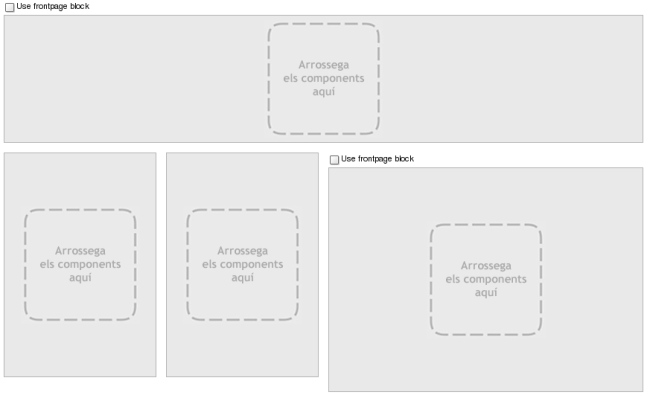 Use frontpage block
Arrossega
els components
aquí
Arrossega
els components
aquí
Arrossega
els components
aquí
Use frontpage block
Arrossega
els components
aquí